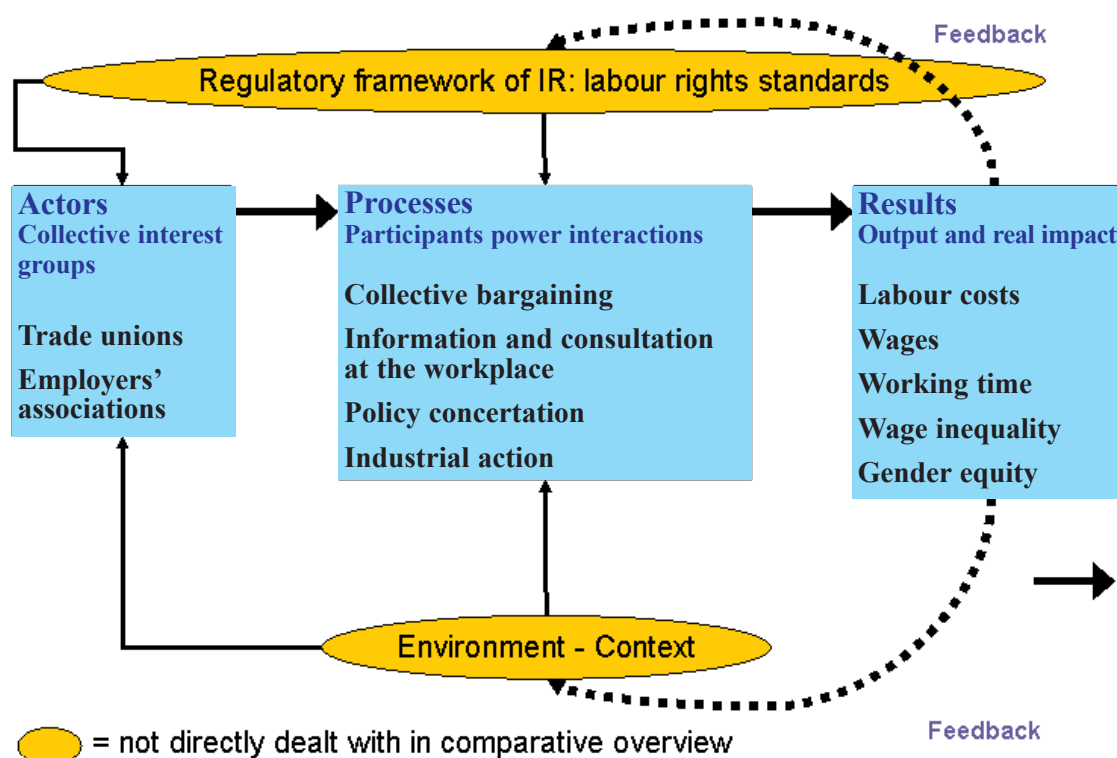 Feedback
Regulatory framework of IR: labour rights standards
Actors
Collective interest
groups
Trade unions
Employers’
associations
Processes
Participants power interactions
Collective bargaining
Information and consultation
at the workplace
Policy concertation
Industrial action
Results
Output and real impact
Labour costs
Wages
Working time
Wage inequality
Gender equity
Environment - Context
Feedback
= not directly dealt with in comparative overview